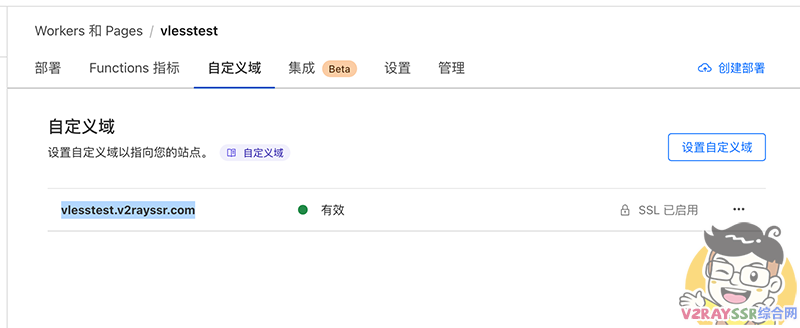 Workers 和 Pages / vlesstest
部署 Functions 指标 自定义域 集成 Beta 设置 管理 创建部署
自定义域
设置自定义域以指向您的站点。 自定义域 设置自定义域
vlesstest.v2rayssr.com 有效 SSL 已启用 ...
V2RAYSSR综合网